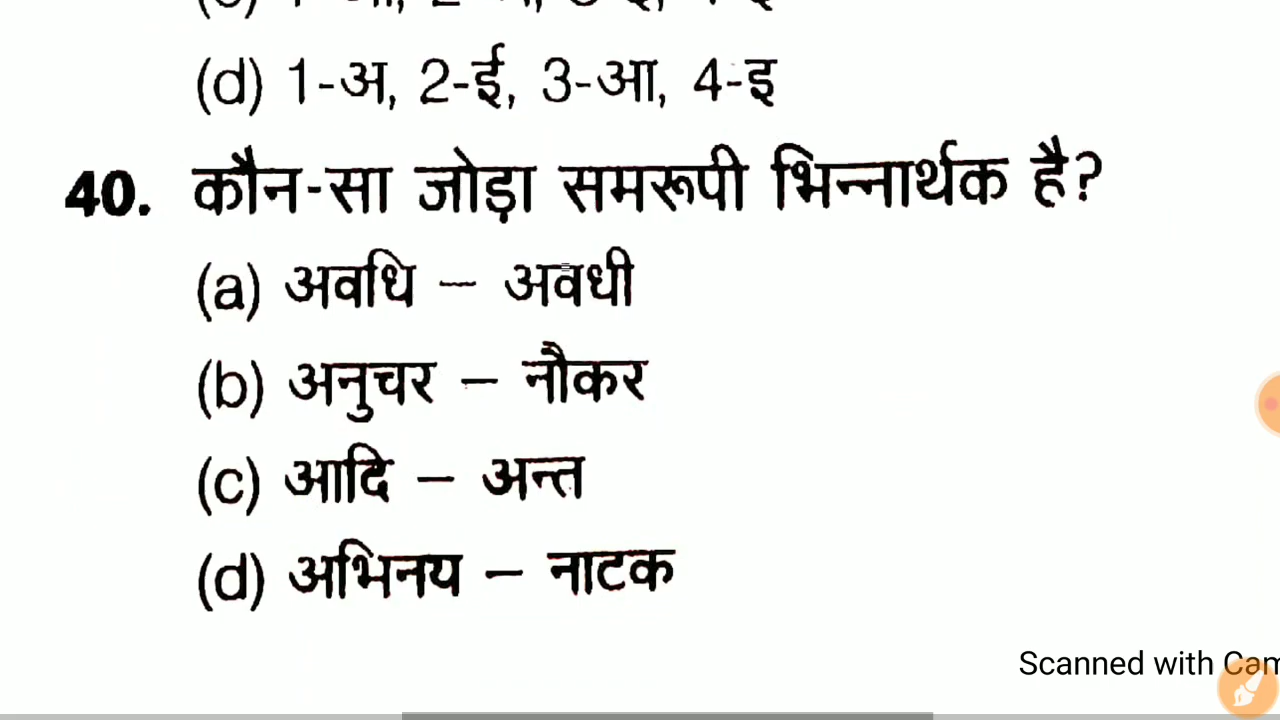 (d) 1-अ, 2-ई, 3-आ, 4-इ
40. कौन-सा जोड़ा समरूपी भिन्नार्थक है?
(a) अवधि – अवधी
(b) अनुचर – नौकर
(c) आदि – अन्त
(d) अभिनय – नाटक
Scanned with Cam